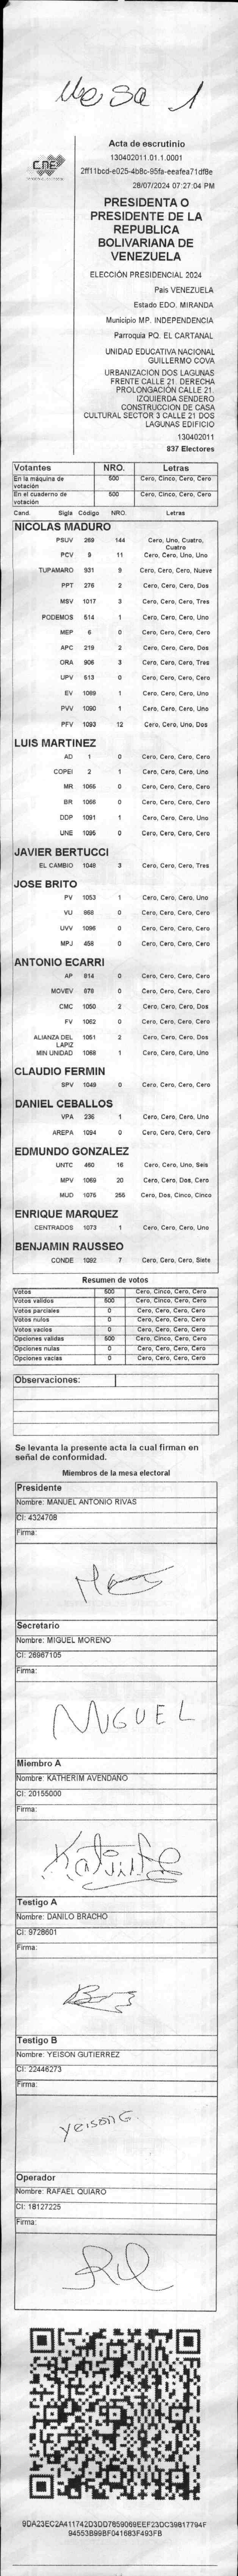 Mesa 1
CNE
Acta de escrutinio
130402011.01.1.0001
2ff11bcd-e025-4b8c-95fa-eeafea71df8e
28/07/2024 07:27:04 PM
PRESIDENTA O
PRESIDENTE DE LA
REPUBLICA
BOLIVARIANA DE
VENEZUELA
ELECCIÓN PRESIDENCIAL 2024
Pais VENEZUELA
Estado EDO. MIRANDA
Municipio MP. INDEPENDENCIA
Parroquia PQ. EL CARTANAL
UNIDAD EDUCATIVA NACIONAL
GUILLERMO COVA
URBANIZACION DOS LAGUNAS
FRENTE CALLE 21. DERECHA
PROLONGACIÓN CALLE 21.
IZQUIERDA SENDERO
CONSTRUCCION DE CASA
CULTURAL SECTOR 3 CALLE 21 DOS
LAGUNAS EDIFICIO
130402011
837 Electores
Votantes NRO. Letras
En la máquina de votación 500 Cero, Cinco, Cero, Cero
En el cuaderno de votación 500 Cero, Cinco, Cero, Cero
Cand. Sigla Código NRO. Letras
NICOLAS MADURO
PSUV 269 144 Cero, Uno, Cuatro, Cuatro
PCV 9 11 Cero, Cero, Uno, Uno
TUPAMARO 931 9 Cero, Cero, Cero, Nueve
PPT 276 2 Cero, Cero, Cero, Dos
MSV 1017 3 Cero, Cero, Cero, Tres
PODEMOS 514 1 Cero, Cero, Cero, Uno
MEP 6 0 Cero, Cero, Cero, Cero
APC 219 2 Cero, Cero, Cero, Dos
ORA 906 3 Cero, Cero, Cero, Tres
UPV 613 0 Cero, Cero, Cero, Cero
EV 1089 1 Cero, Cero, Cero, Uno
PVV 1090 1 Cero, Cero, Cero, Uno
PFV 1093 12 Cero, Cero, Uno, Dos
LUIS MARTINEZ
AD 1 0 Cero, Cero, Cero, Cero
COPEI 2 1 Cero, Cero, Cero, Uno
MR 1065 0 Cero, Cero, Cero, Cero
BR 1066 0 Cero, Cero, Cero, Cero
DDP 1091 1 Cero, Cero, Cero, Uno
UNE 1095 0 Cero, Cero, Cero, Cero
JAVIER BERTUCCI
EL CAMBIO 1048 3 Cero, Cero, Cero, Tres
JOSE BRITO
PV 1053 1 Cero, Cero, Cero, Uno
VU 868 0 Cero, Cero, Cero, Cero
UVV 1096 0 Cero, Cero, Cero, Cero
MPJ 458 0 Cero, Cero, Cero, Cero
ANTONIO ECARRI
AP 814 0 Cero, Cero, Cero, Cero
MOVEV 878 0 Cero, Cero, Cero, Cero
CMC 1050 2 Cero, Cero, Cero, Dos
FV 1062 0 Cero, Cero, Cero, Cero
ALIANZA DEL LAPIZ 1051 2 Cero, Cero, Cero, Dos
MIN UNIDAD 1068 1 Cero, Cero, Cero, Uno
CLAUDIO FERMIN
SPV 1049 0 Cero, Cero, Cero, Cero
DANIEL CEBALLOS
VPA 236 1 Cero, Cero, Cero, Uno
AREPA 1094 0 Cero, Cero, Cero, Cero
EDMUNDO GONZALEZ
UNTC 460 16 Cero, Cero, Uno, Seis
MPV 1069 20 Cero, Cero, Dos, Cero
MUD 1075 255 Cero, Dos, Cinco, Cinco
ENRIQUE MARQUEZ
CENTRADOS 1073 1 Cero, Cero, Cero, Uno
BENJAMIN RAUSSEO
CONDE 1092 7 Cero, Cero, Cero, Siete
Resumen de votos
Votos 500 Cero, Cinco, Cero, Cero
Votos validos 500 Cero, Cinco, Cero, Cero
Votos parciales 0 Cero, Cero, Cero, Cero
Votos nulos 0 Cero, Cero, Cero, Cero
Votos vacios 0 Cero, Cero, Cero, Cero
Opciones validas 500 Cero, Cinco, Cero, Cero
Opciones nulas 0 Cero, Cero, Cero, Cero
Opciones vacias 0 Cero, Cero, Cero, Cero
Observaciones:
Se levanta la presente acta la cual firman en
señal de conformidad.
Miembros de la mesa electoral
Presidente
Nombre: MANUEL ANTONIO RIVAS
CI: 4324708
Firma:
Secretario
Nombre: MIGUEL MORENO
CI: 26967105
Firma:
MIGUEL
Miembro A
Nombre: KATHERIM AVENDAÑO
CI: 20155000
Firma:
Testigo A
Nombre: DANILO BRACHO
CI: 9728601
Firma:
Testigo B
Nombre: YEISON GUTIERREZ
CI: 22446273
Firma:
YEISON G.
Operador
Nombre: RAFAEL QUIARO
CI: 18127225
Firma:
9DA23EC2A411742D3DD7659069EEF23DC39817794F
94553B99BF041683F493FB